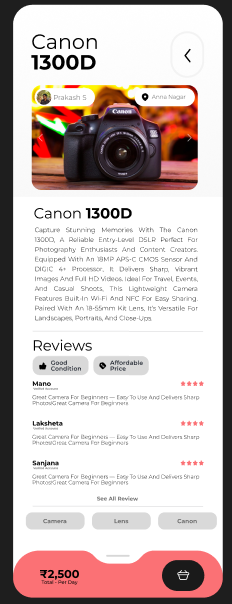 Canon
1300D
Prakash S
Anna Nagar
Canon 1300D
Capture Stunning Memories With The Canon
1300D, A Reliable Entry-Level DSLR Perfect For
Photography Enthusiasts And Content Creators.
Equipped With An 18MP APS-C CMOS Sensor And
DIGIC 4+ Processor, It Delivers Sharp, Vibrant
Images And Full HD Videos. Ideal For Travel, Events,
And Casual Shoots, This Lightweight Camera
Features Built-In Wi-Fi And NFC For Easy Sharing.
Paired With An 18-55mm Kit Lens, It's Versatile For
Landscapes, Portraits, And Close-Ups.
Reviews
Good
Condition
Affordable
Price
Mano
Great Camera For Beginners — Easy To Use And Delivers Sharp
Photos!Great Camera For Beginners
Laksheta
Great Camera For Beginners — Easy To Use And Delivers Sharp
Photos!Great Camera For Beginners
Sanjana
Great Camera For Beginners — Easy To Use And Delivers Sharp
Photos!Great Camera For Beginners
See All Review
Camera
Lens
Canon
₹2,500
Total - Per Day